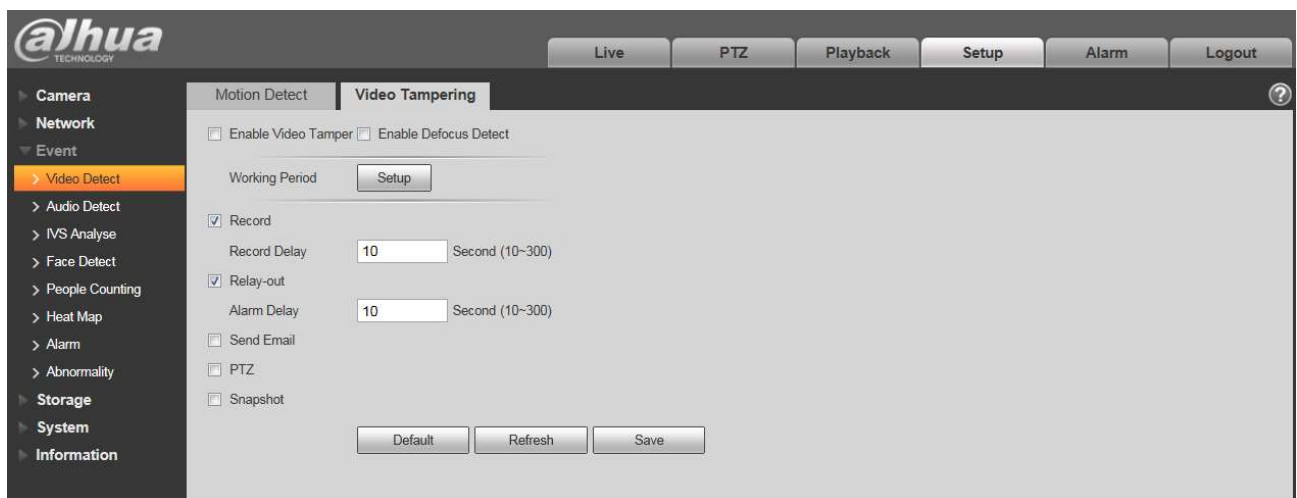 alhua
TECHNOLOGY
Live PTZ Playback Setup Alarm Logout
Camera
Network
Event
Video Detect
Audio Detect
IVS Analyse
Face Detect
People Counting
Heat Map
Alarm
Abnormality
Storage
System
Information
Motion Detect Video Tampering ?
Enable Video Tamper Enable Defocus Detect
Working Period Setup
Record
Record Delay 10 Second (10~300)
Relay-out
Alarm Delay 10 Second (10~300)
Send Email
PTZ
Snapshot
Default Refresh Save